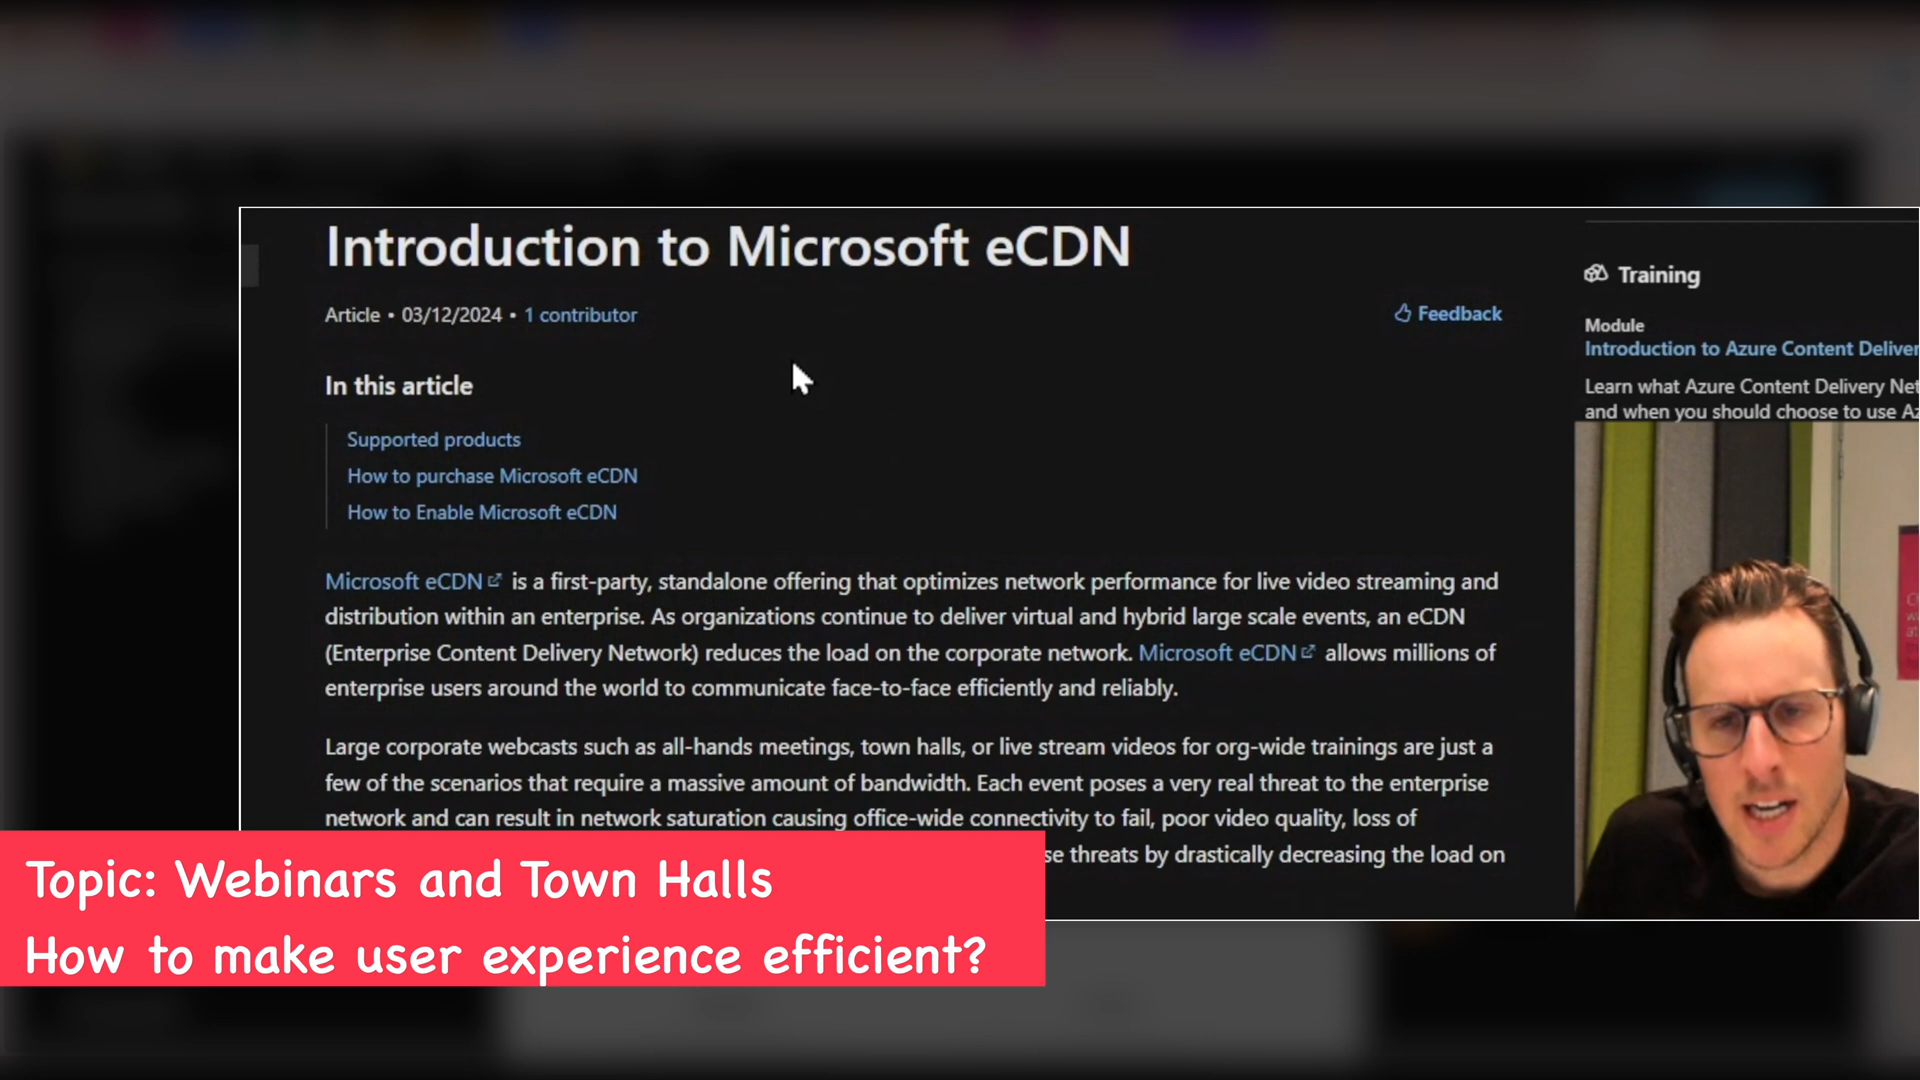 Introduction to Microsoft eCDN
Article • 03/12/2024 • 1 contributor
Feedback
In this article
Supported products
How to purchase Microsoft eCDN
How to Enable Microsoft eCDN
Microsoft eCDN is a first-party, standalone offering that optimizes network performance for live video streaming and
distribution within an enterprise. As organizations continue to deliver virtual and hybrid large scale events, an eCDN
(Enterprise Content Delivery Network) reduces the load on the corporate network. Microsoft eCDN allows millions of
enterprise users around the world to communicate face-to-face efficiently and reliably.
Large corporate webcasts such as all-hands meetings, town halls, or live stream videos for org-wide trainings are just a
few of the scenarios that require a massive amount of bandwidth. Each event poses a very real threat to the enterprise
network and can result in network saturation causing office-wide connectivity to fail, poor video quality, loss of
se threats by drastically decreasing the load on
Training
Module
Introduction to Azure Content Deliver
Learn what Azure Content Delivery Net
and when you should choose to use Az
Topic: Webinars and Town Halls
How to make user experience efficient?